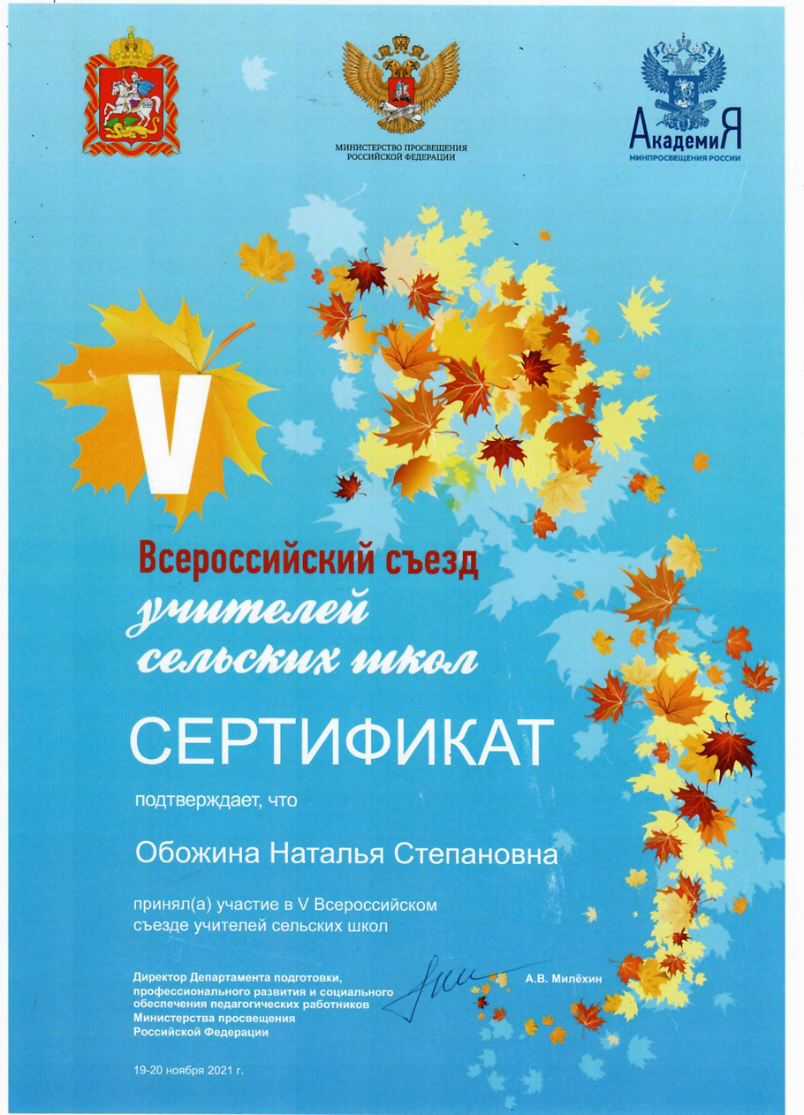 МИНИСТЕРСТВО ПРОСВЕЩЕНИЯ
РОССИЙСКОЙ ФЕДЕРАЦИИ
АкадемиЯ
МИНПРОСВЕЩЕНИЯ РОССИИ
V
Всероссийский съезд
учителей
сельских школ
СЕРТИФИКАТ
подтверждает, что
Обожина Наталья Степановна
принял(а) участие в V Всероссийском
съезде учителей сельских школ
Директор Департамента подготовки,
профессионального развития и социального
обеспечения педагогических работников
Министерства просвещения
Российской Федерации
А.В. Милёхин
19-20 ноября 2021 г.